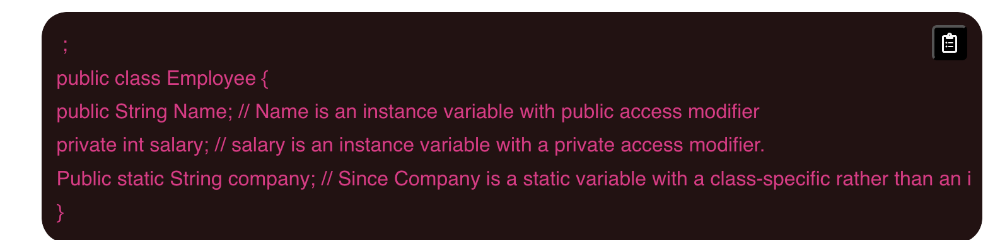 ;
public class Employee {
public String Name; // Name is an instance variable with public access modifier
private int salary; // salary is an instance variable with a private access modifier.
Public static String company; // Since Company is a static variable with a class-specific rather than an i
}